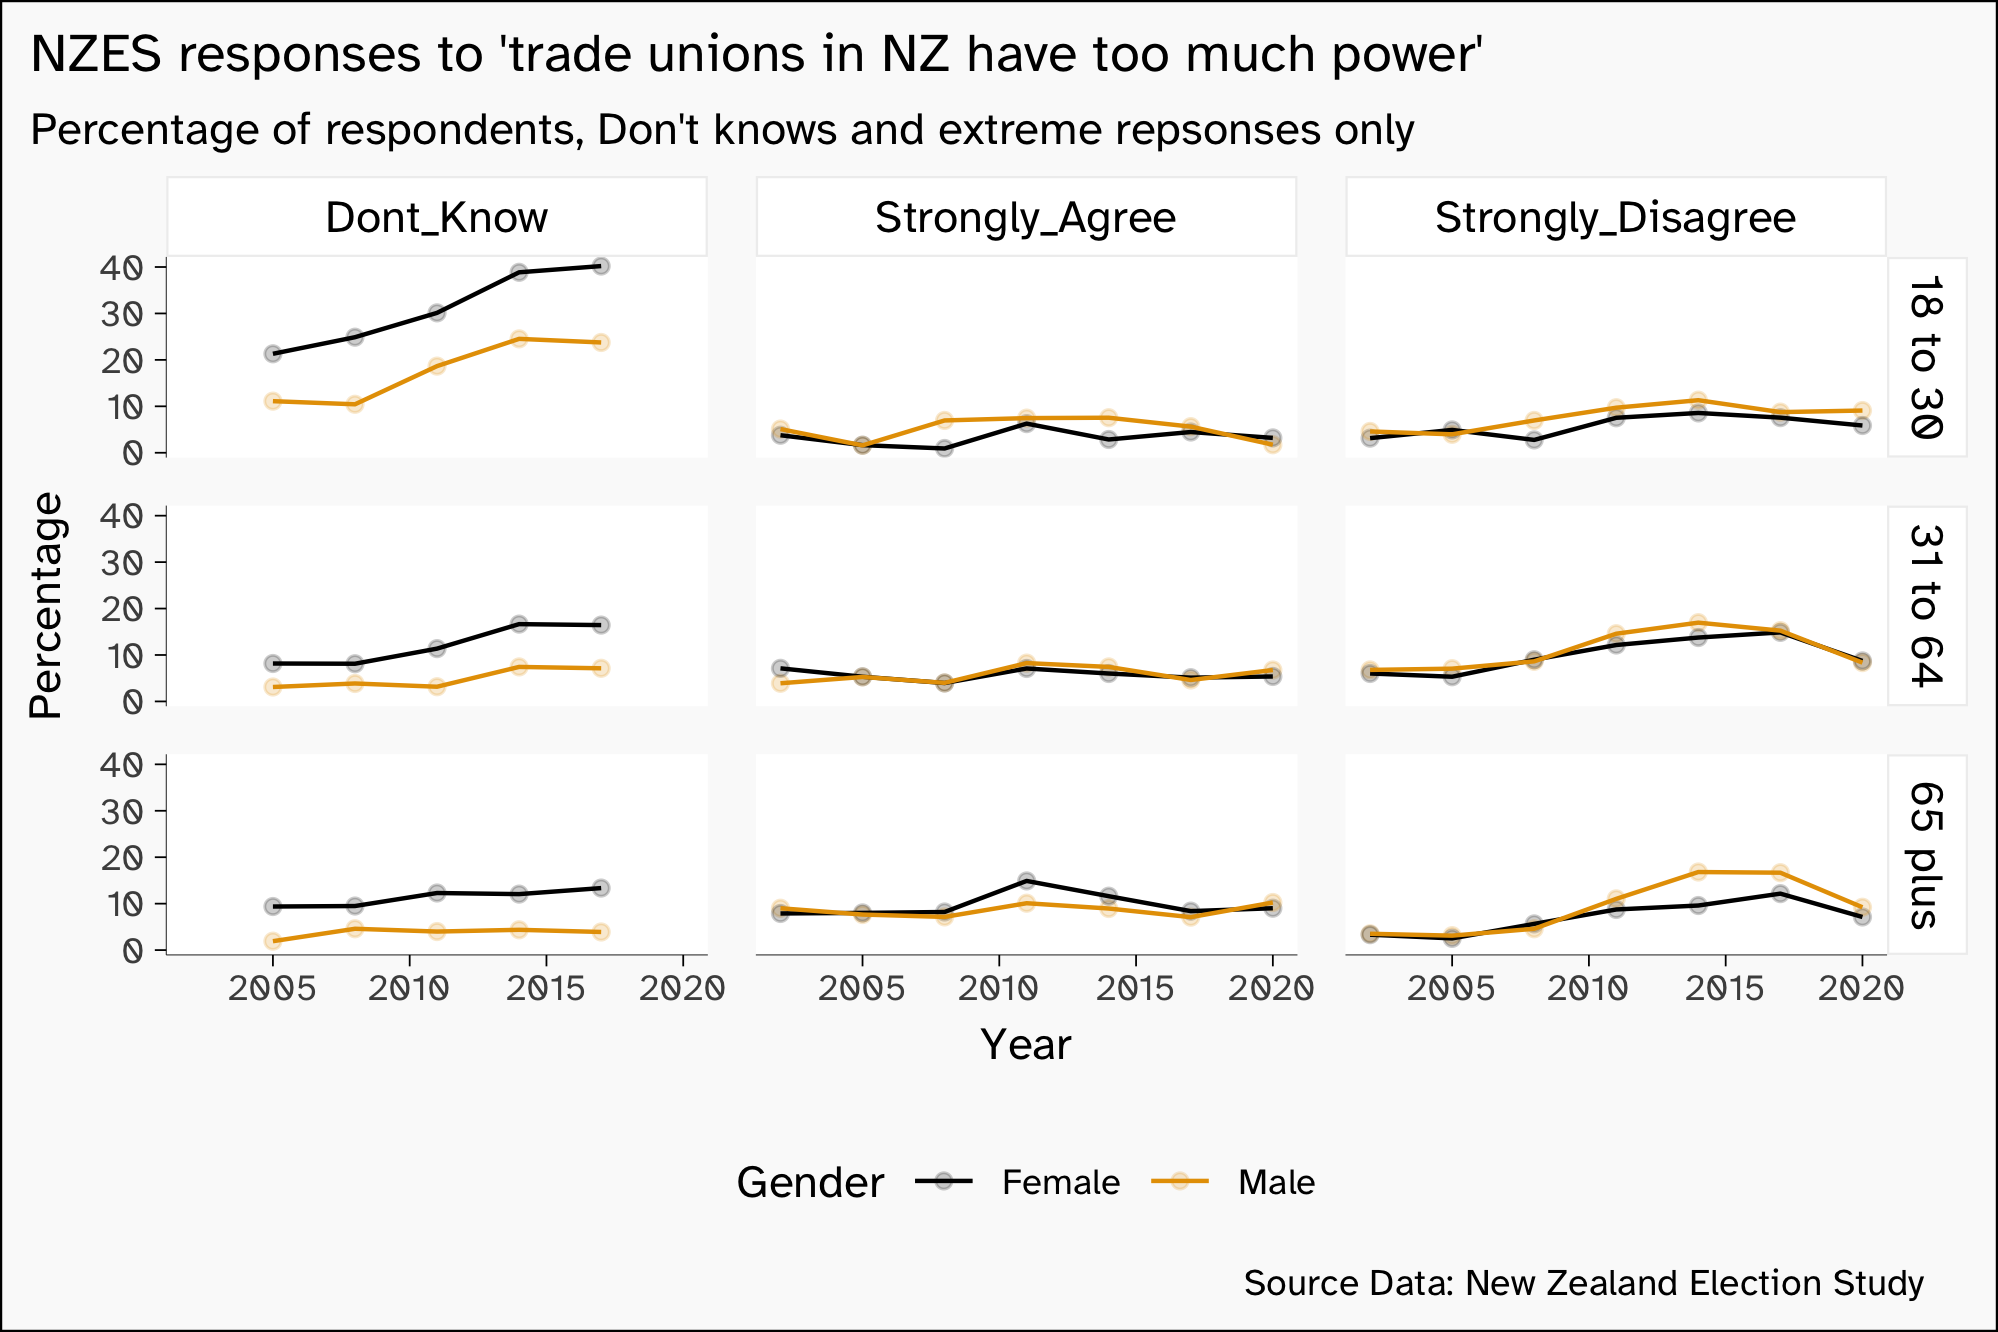 NZES responses to 'trade unions in NZ have too much power'
Percentage of respondents, Don't knows and extreme repsonses only
Dont_Know
Strongly_Agree
Strongly_Disagree
40
30
20
10
0
18 to 30
Percentage
40
30
20
10
0
31 to 64
40
30
20
10
0
65 plus
2005 2010 2015 2020
2005 2010 2015 2020
2005 2010 2015 2020
Year
Gender Female Male
Source Data: New Zealand Election Study